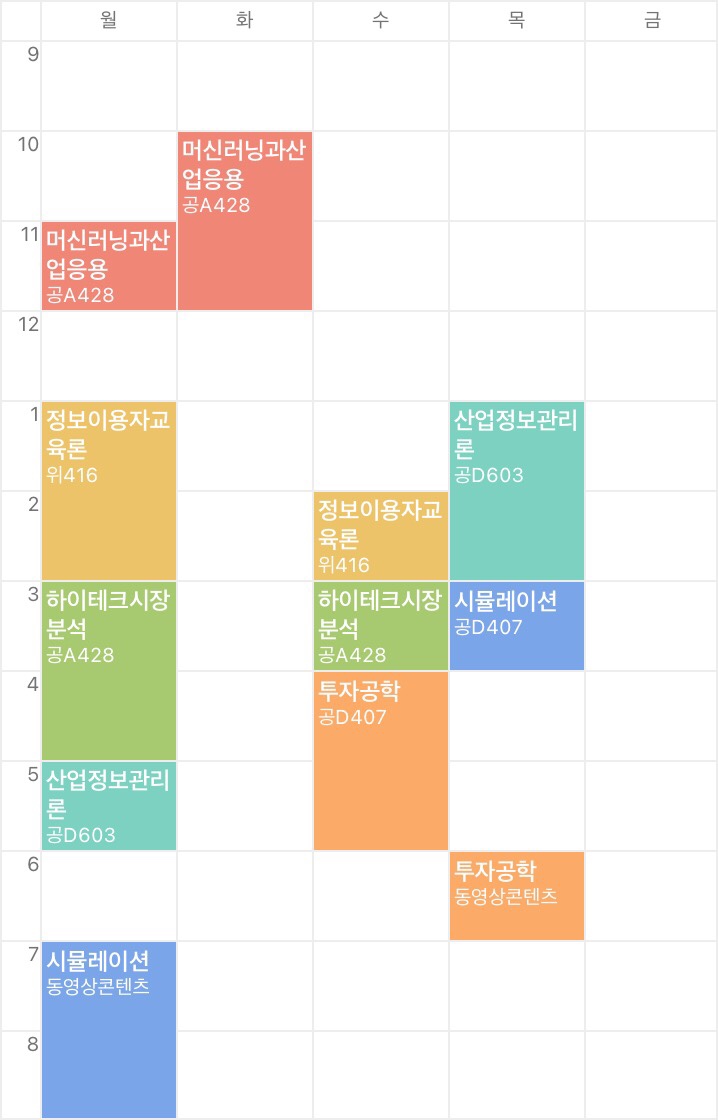 월 화 수 목 금
9
10
머신러닝과산
업응용
공A428
11
머신러닝과산
업응용
공A428
12
1
정보이용자교
육론
위416
산업정보관리
론
공D603
2
정보이용자교
육론
위416
3
하이테크시장
분석
공A428
하이테크시장
분석
공A428
시뮬레이션
공D407
4
투자공학
공D407
5
산업정보관리
론
공D603
6
투자공학
동영상콘텐츠
7
시뮬레이션
동영상콘텐츠
8